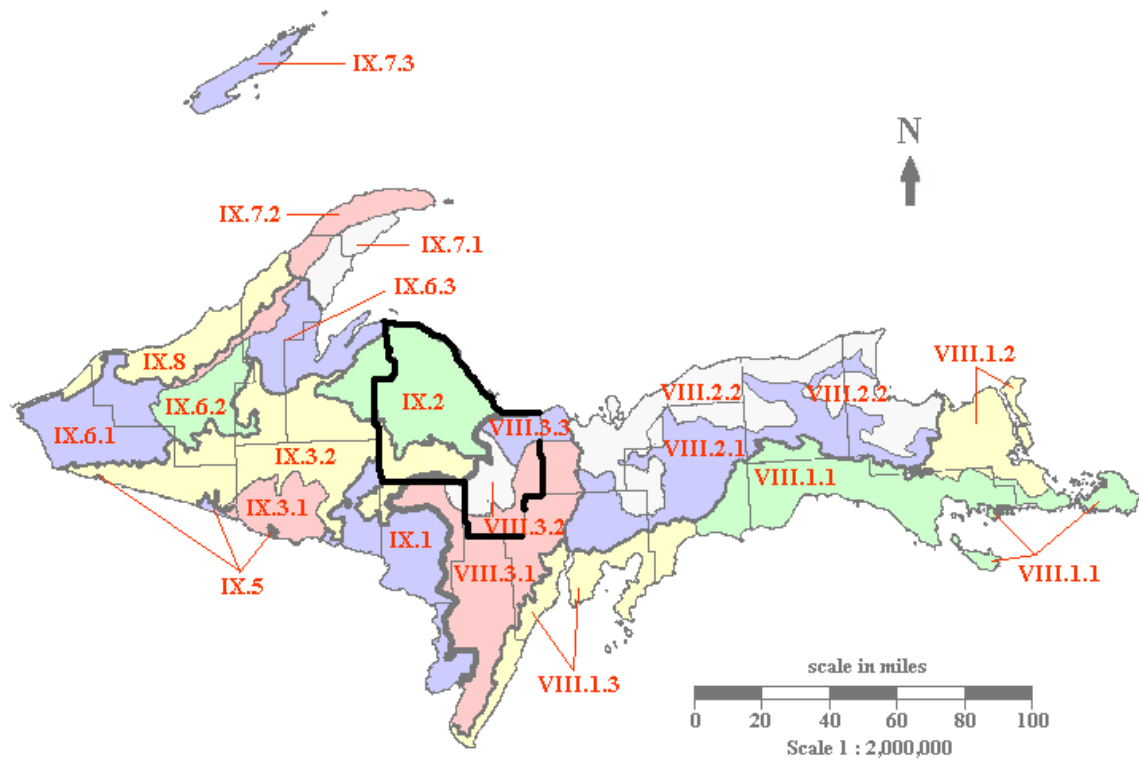 IX.7.3
N
IX.7.2
IX.7.1
IX.6.3
IX.8
VIII.1.2
VIII.2.2
VIII.2.2
IX.6.2
IX.2
IX.6.1
VIII.3.3
VIII.2.1
IX.3.2
VIII.1.1
IX.3.1
VIII.3.2
IX.1
VIII.3.1
VIII.1.1
IX.5
VIII.1.3
scale in miles
0 20 40 60 80 100
Scale 1 : 2,000,000